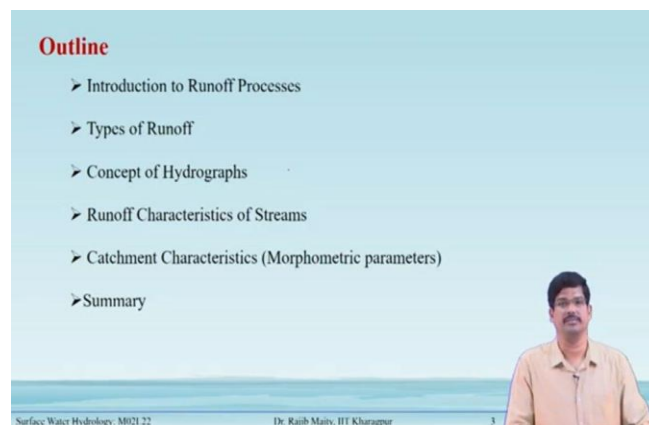 Outline
➢ Introduction to Runoff Processes
➢ Types of Runoff
➢ Concept of Hydrographs
➢ Runoff Characteristics of Streams
➢ Catchment Characteristics (Morphometric parameters)
➢Summary
Surface Water Hydrology: M02L22 Dr. Rajib Maity, IIT Kharagpur 3